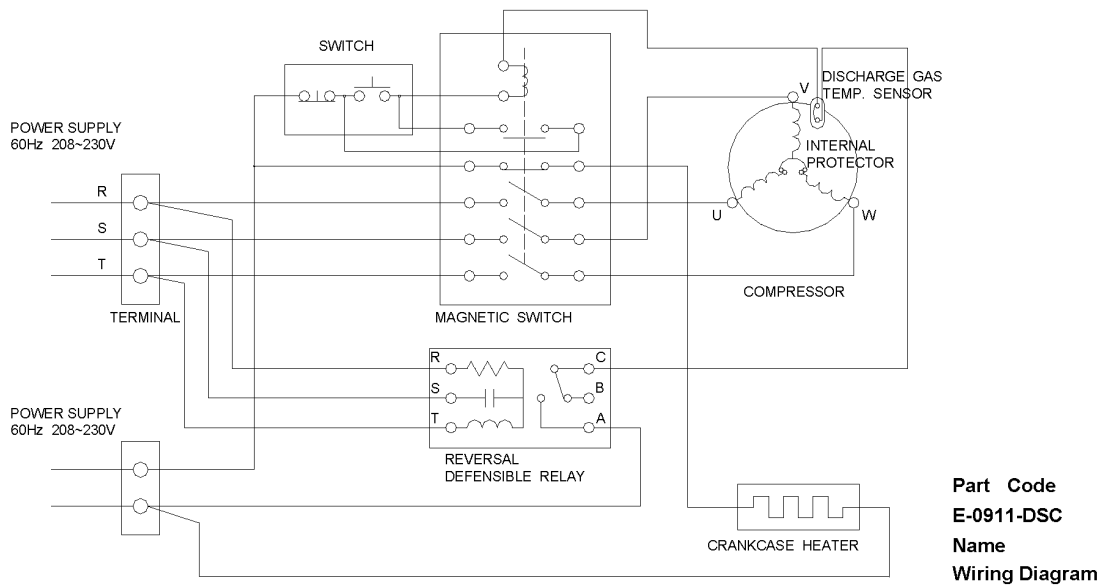 SWITCH
DISCHARGE GAS
TEMP. SENSOR
V
POWER SUPPLY
60Hz 208~230V
INTERNAL
PROTECTOR
R
U
W
S
T
COMPRESSOR
TERMINAL
MAGNETIC SWITCH
R
C
S
B
T
A
POWER SUPPLY
60Hz 208~230V
REVERSAL
DEFENSIBLE RELAY
CRANKCASE HEATER
Part Code
E-0911-DSC
Name
Wiring Diagram